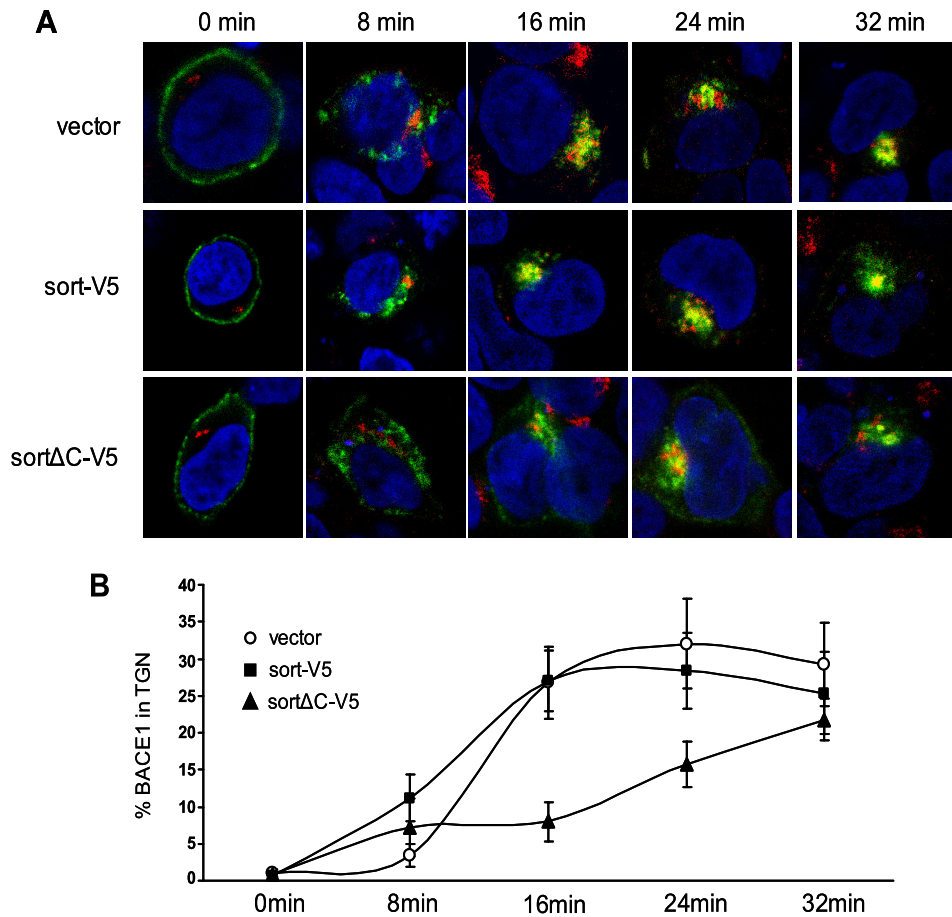 A
0 min 8 min 16 min 24 min 32 min
vector
sort-V5
sortΔC-V5
B
% BACE1 in TGN
40
35
30
25
20
15
10
5
0
vector
sort-V5
sortΔC-V5
0min 8min 16min 24min 32min